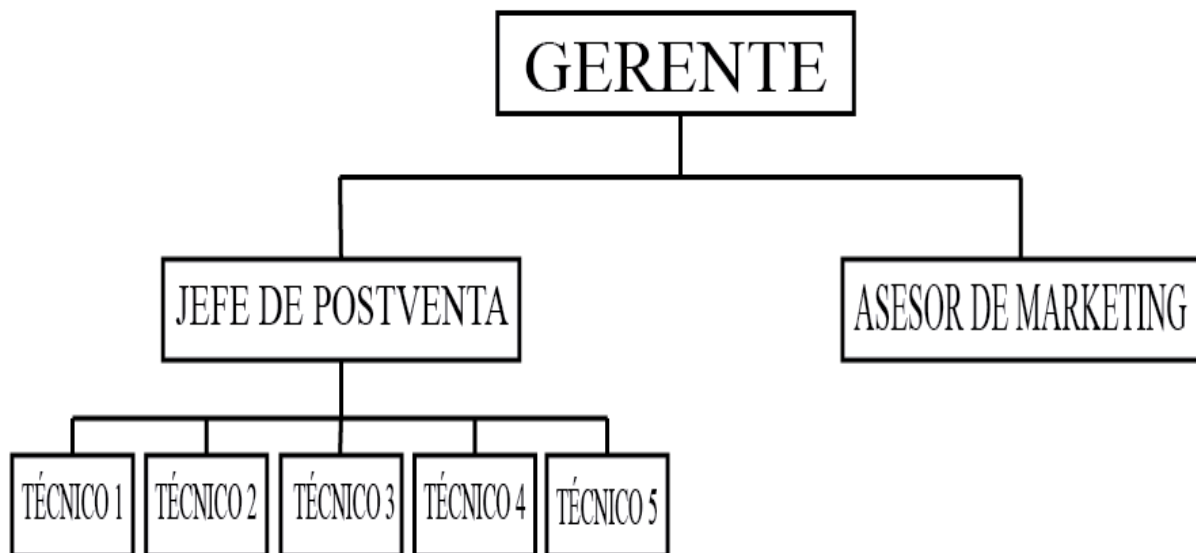 GERENTE
JEFE DE POSTVENTA
ASESOR DE MARKETING
TÉCNICO 1
TÉCNICO 2
TÉCNICO 3
TÉCNICO 4
TÉCNICO 5